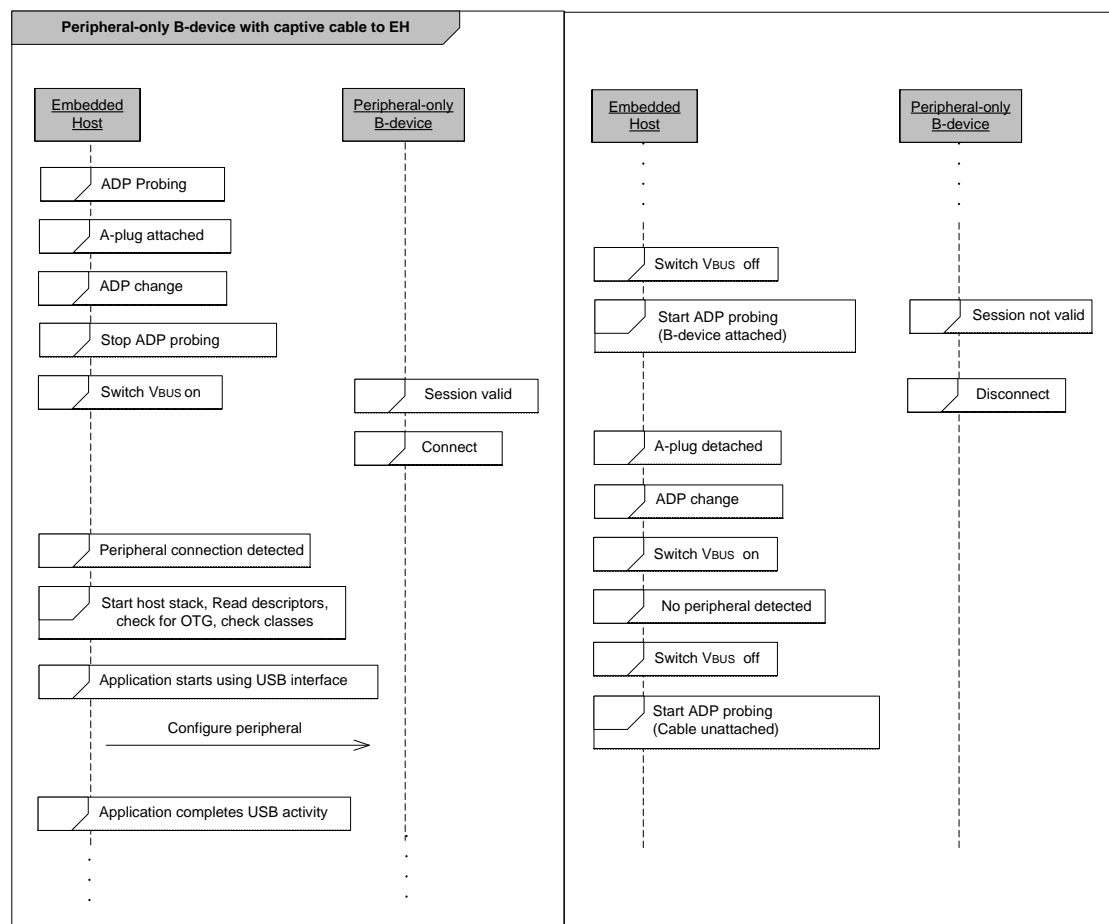 Peripheral-only B-device with captive cable to EH
Embedded
Host
Peripheral-only
B-device
ADP Probing
A-plug attached
ADP change
Stop ADP probing
Switch VBUS on
Session valid
Connect
Peripheral connection detected
Start host stack, Read descriptors,
check for OTG, check classes
Application starts using USB interface
Configure peripheral
Application completes USB activity
Embedded
Host
Peripheral-only
B-device
Switch VBUS off
Start ADP probing
(B-device attached)
Session not valid
Disconnect
A-plug detached
ADP change
Switch VBUS on
No peripheral detected
Switch VBUS off
Start ADP probing
(Cable unattached)